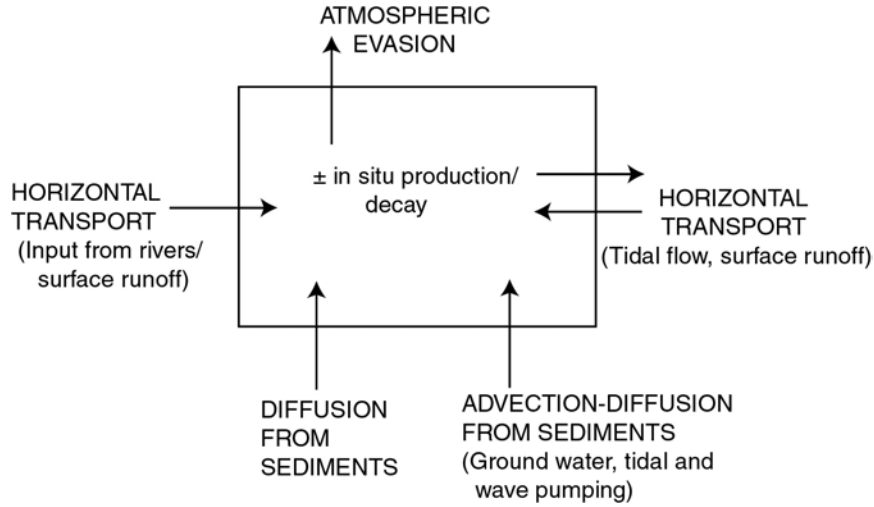 ATMOSPHERIC
EVASION
± in situ production/
decay
HORIZONTAL
TRANSPORT
(Input from rivers/
surface runoff)
HORIZONTAL
TRANSPORT
(Tidal flow, surface runoff)
DIFFUSION
FROM
SEDIMENTS
ADVECTION-DIFFUSION
FROM SEDIMENTS
(Ground water, tidal and
wave pumping)